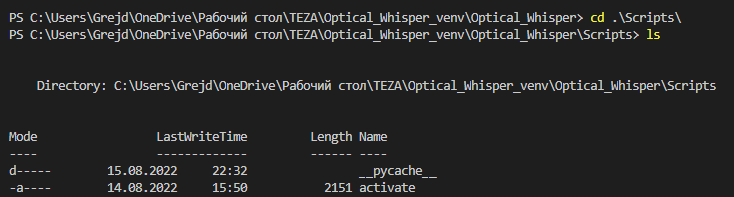 PS C:\Users\Grejd\OneDrive\Рабочий стол\TEZA\Optical_Whisper_venv\Optical_Whisper> cd .\Scripts\
PS C:\Users\Grejd\OneDrive\Рабочий стол\TEZA\Optical_Whisper_venv\Optical_Whisper\Scripts> ls
Directory: C:\Users\Grejd\OneDrive\Рабочий стол\TEZA\Optical_Whisper_venv\Optical_Whisper\Scripts
Mode LastWriteTime Length Name
---- ------------- ------ ----
d----- 15.08.2022 22:32 __pycache__
-a---- 14.08.2022 15:50 2151 activate